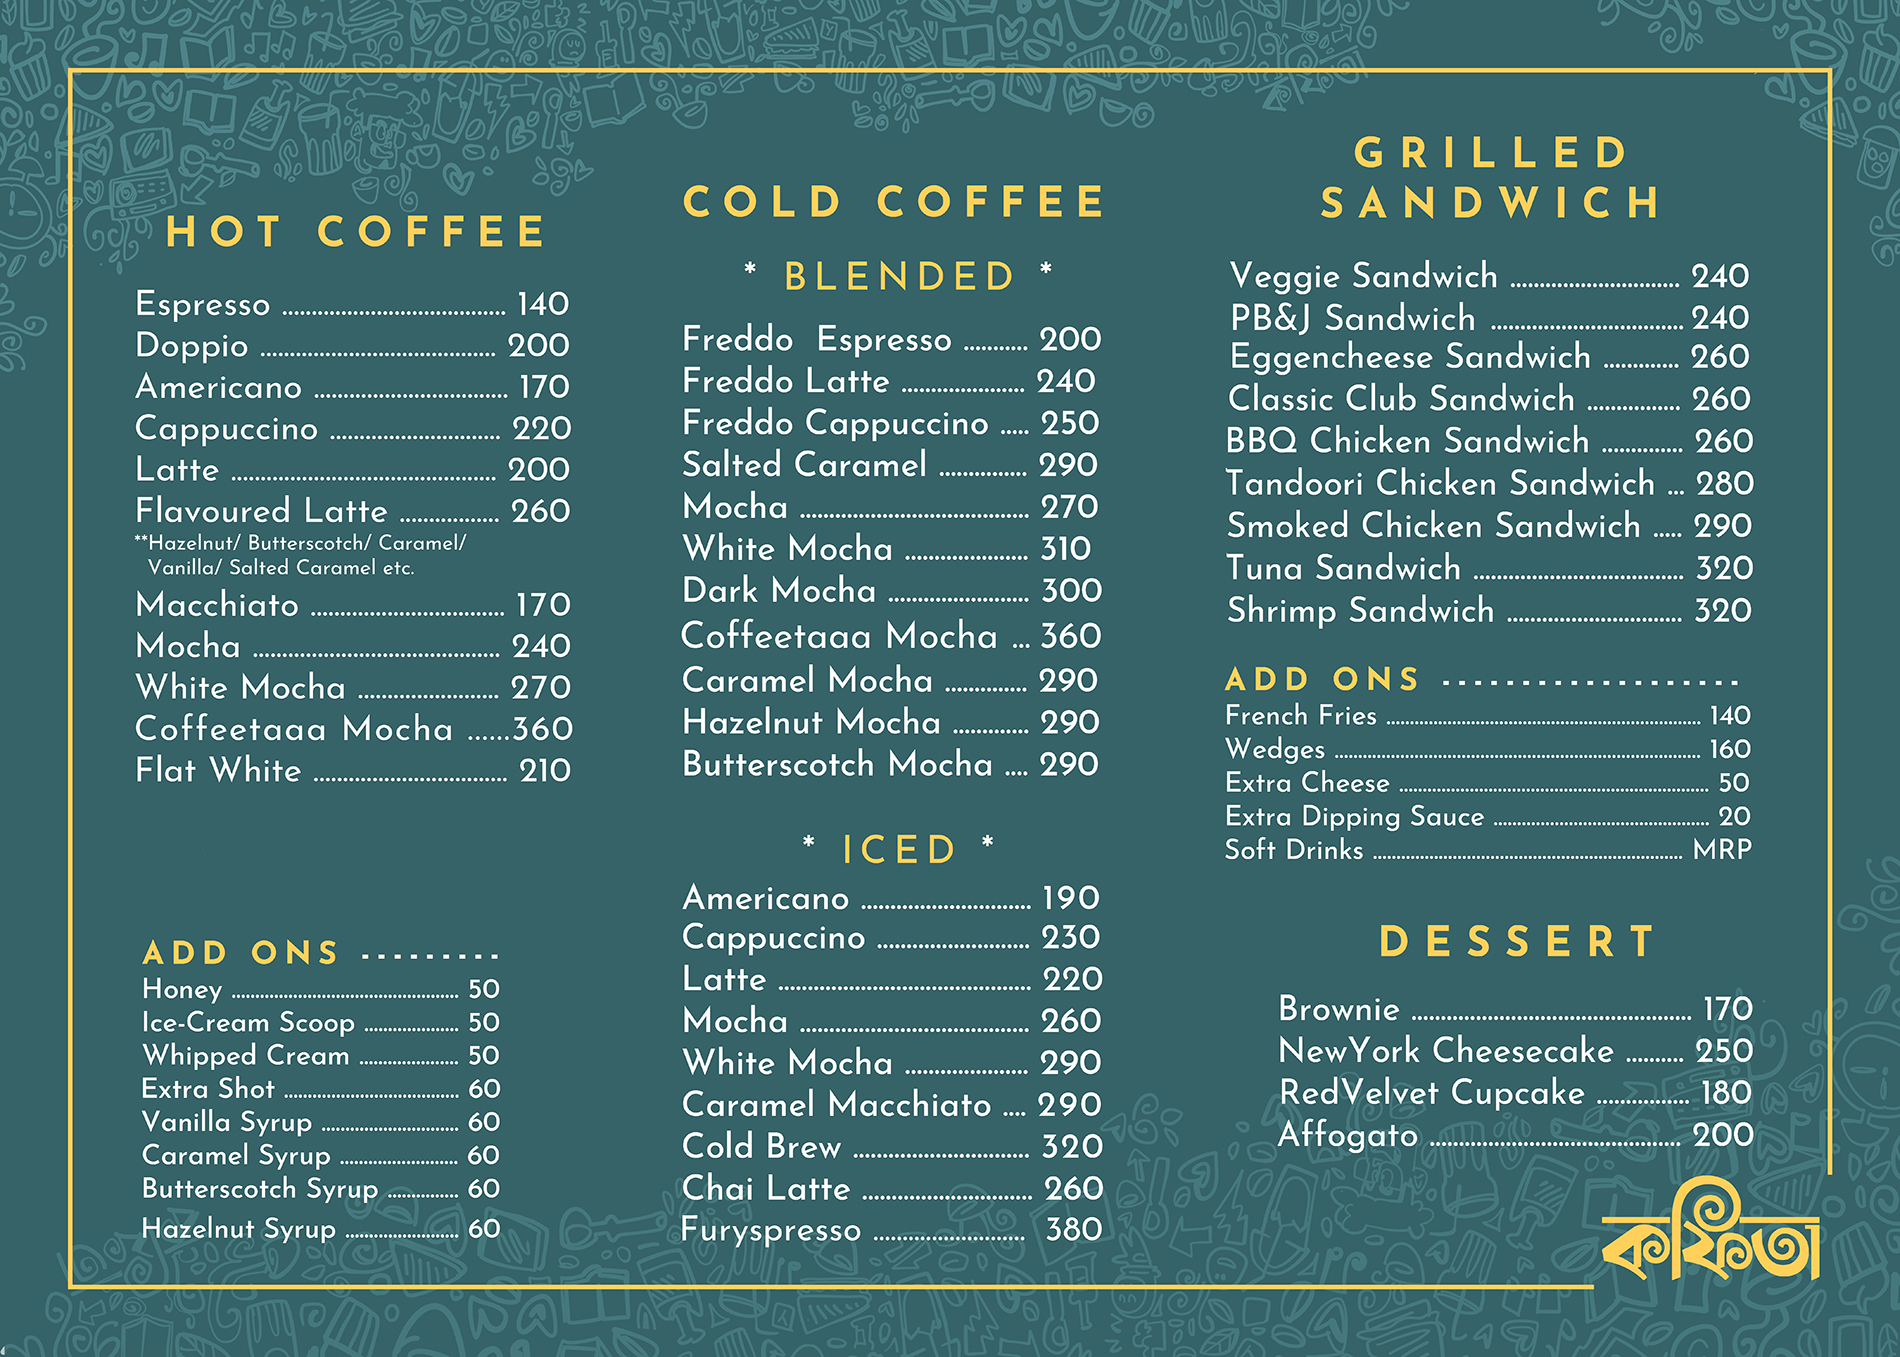 HOT COFFEE
Espresso ........ 140
Doppio ........ 200
Americano ........ 170
Cappuccino ........ 220
Latte ........ 200
Flavoured Latte ........ 260
**Hazelnut/ Butterscotch/ Caramel/
Vanilla/ Salted Caramel etc.
Macchiato ........ 170
Mocha ........ 240
White Mocha ........ 270
Coffeetaaa Mocha ......360
Flat White ........ 210
ADD ONS ---------
Honey ........ 50
Ice-Cream Scoop ........ 50
Whipped Cream ........ 50
Extra Shot ........ 60
Vanilla Syrup ........ 60
Caramel Syrup ........ 60
Butterscotch Syrup ........ 60
Hazelnut Syrup ........ 60
COLD COFFEE
* BLENDED *
Freddo Espresso ........ 200
Freddo Latte ........ 240
Freddo Cappuccino ..... 250
Salted Caramel ........ 290
Mocha ........ 270
White Mocha ........ 310
Dark Mocha ........ 300
Coffeetaaa Mocha ... 360
Caramel Mocha ........ 290
Hazelnut Mocha ........ 290
Butterscotch Mocha .... 290
* ICED *
Americano ........ 190
Cappuccino ........ 230
Latte ........ 220
Mocha ........ 260
White Mocha ........ 290
Caramel Macchiato .... 290
Cold Brew ........ 320
Chai Latte ........ 260
Furyspresso ........ 380
GRILLED
SANDWICH
Veggie Sandwich ........ 240
PB&J Sandwich ........ 240
Eggencheese Sandwich ........ 260
Classic Club Sandwich ........ 260
BBQ Chicken Sandwich ........ 260
Tandoori Chicken Sandwich ... 280
Smoked Chicken Sandwich ..... 290
Tuna Sandwich ........ 320
Shrimp Sandwich ........ 320
ADD ONS -------------------
French Fries ........ 140
Wedges ........ 160
Extra Cheese ........ 50
Extra Dipping Sauce ........ 20
Soft Drinks ........ MRP
DESSERT
Brownie ........ 170
NewYork Cheesecake ........ 250
RedVelvet Cupcake ........ 180
Affogato ........ 200
কফিতা